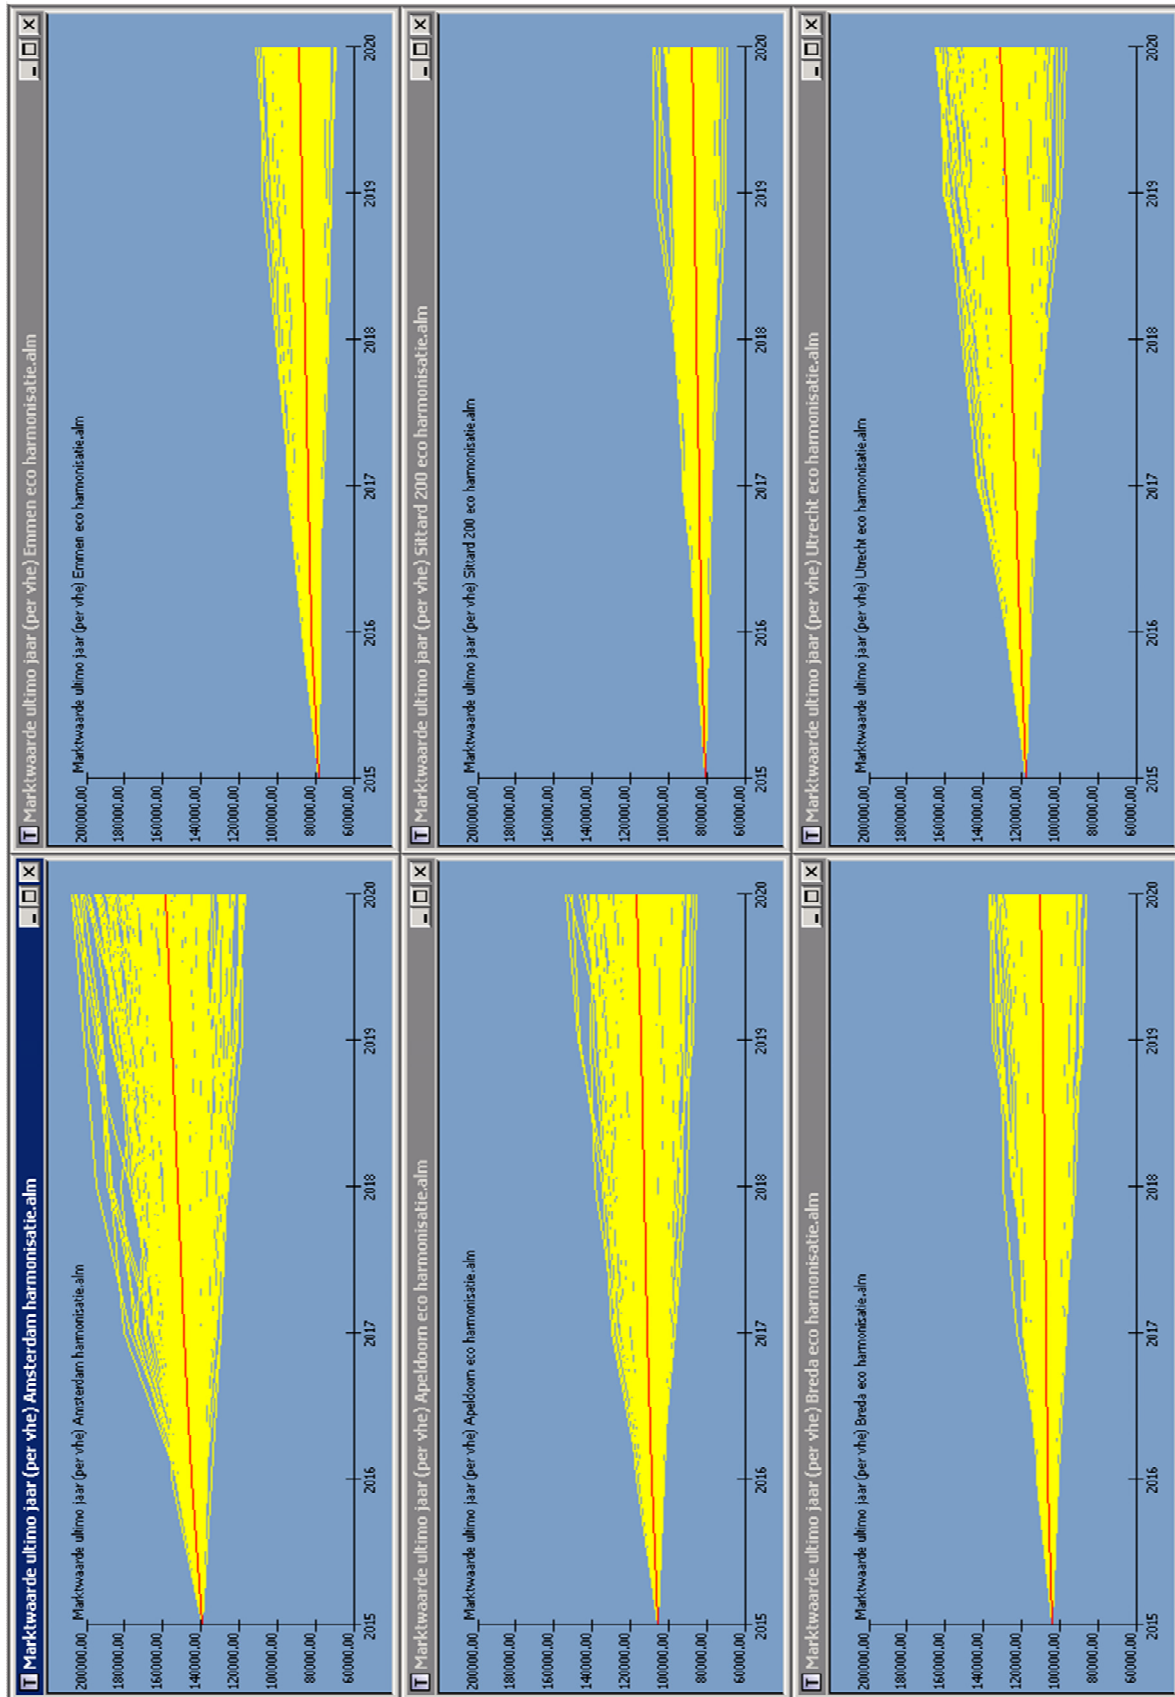 Marktwaarde ultimo jaar (per vhe) Amsterdam harmonisatie.alm
Marktwaarde ultimo jaar (per vhe) Amsterdam harmonisatie.alm
200000.00
180000.00
160000.00
140000.00
120000.00
100000.00
80000.00
60000.00
2015 2016 2017 2018 2019 2020
Marktwaarde ultimo jaar (per vhe) Emmen eco harmonisatie.alm
Marktwaarde ultimo jaar (per vhe) Emmen eco harmonisatie.alm
200000.00
180000.00
160000.00
140000.00
120000.00
100000.00
80000.00
60000.00
2015 2016 2017 2018 2019 2020
Marktwaarde ultimo jaar (per vhe) Apeldoorn eco harmonisatie.alm
Marktwaarde ultimo jaar (per vhe) Apeldoorn eco harmonisatie.alm
200000.00
180000.00
160000.00
140000.00
120000.00
100000.00
80000.00
60000.00
2015 2016 2017 2018 2019 2020
Marktwaarde ultimo jaar (per vhe) Sittard 200 eco harmonisatie.alm
Marktwaarde ultimo jaar (per vhe) Sittard 200 eco harmonisatie.alm
200000.00
180000.00
160000.00
140000.00
120000.00
100000.00
80000.00
60000.00
2015 2016 2017 2018 2019 2020
Marktwaarde ultimo jaar (per vhe) Breda eco harmonisatie.alm
Marktwaarde ultimo jaar (per vhe) Breda eco harmonisatie.alm
200000.00
180000.00
160000.00
140000.00
120000.00
100000.00
80000.00
60000.00
2015 2016 2017 2018 2019 2020
Marktwaarde ultimo jaar (per vhe) Utrecht eco harmonisatie.alm
Marktwaarde ultimo jaar (per vhe) Utrecht eco harmonisatie.alm
200000.00
180000.00
160000.00
140000.00
120000.00
100000.00
80000.00
60000.00
2015 2016 2017 2018 2019 2020